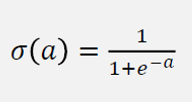 σ(a) = 1 / (1+e^{-a})